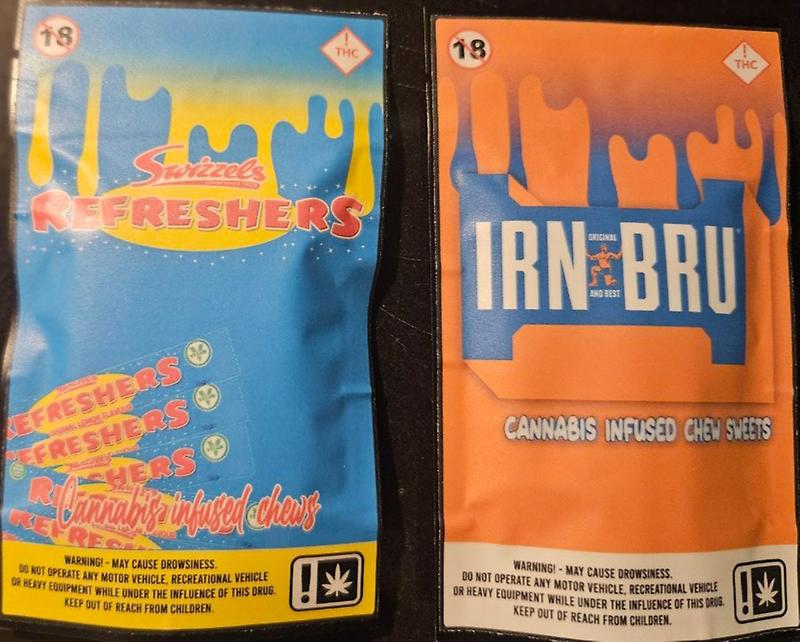 18
!
THC
Swizzels
REFRESHERS
REFRESHERS
REFRESHERS
Cannabis infused chews
WARNING! - MAY CAUSE DROWSINESS.
DO NOT OPERATE ANY MOTOR VEHICLE, RECREATIONAL VEHICLE
OR HEAVY EQUIPMENT WHILE UNDER THE INFLUENCE OF THIS DRUG.
KEEP OUT OF REACH FROM CHILDREN.
!
18
!
THC
ORIGINAL
IRN BRU
AND BEST
CANNABIS INFUSED CHEW SWEETS
WARNING! - MAY CAUSE DROWSINESS.
DO NOT OPERATE ANY MOTOR VEHICLE, RECREATIONAL VEHICLE
OR HEAVY EQUIPMENT WHILE UNDER THE INFLUENCE OF THIS DRUG.
KEEP OUT OF REACH FROM CHILDREN.
!